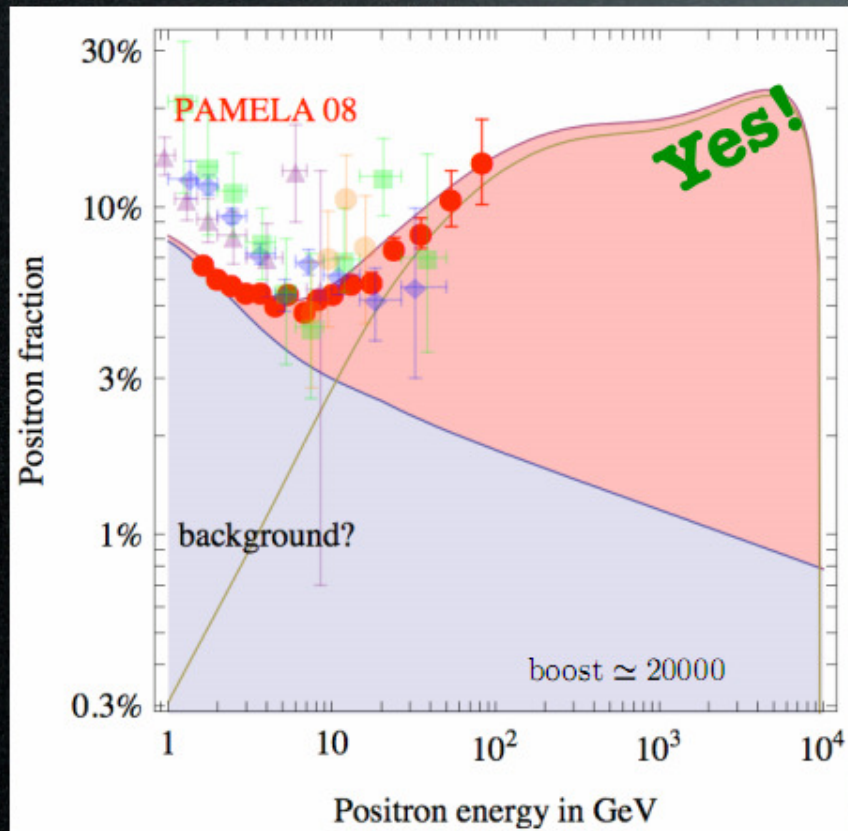 30%
PAMELA 08
Yes!
10%
Positron fraction
3%
1%
background?
boost ≃ 20000
0.3%
1
10
10²
10³
10⁴
Positron energy in GeV